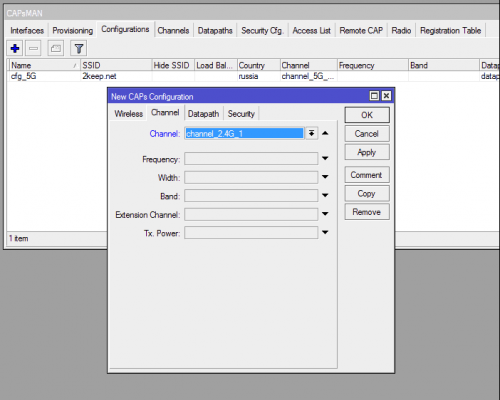 CAPsMAN
Interfaces Provisioning Configurations Channels Datapaths Security Cfg. Access List Remote CAP Radio Registration Table
Name / SSID Hide SSID Load Bal... Country Channel Frequency Band Datap
cfg_5G 2keep.net russia channel_5G_... datap
New CAPs Configuration
Wireless Channel Datapath Security
OK
Channel: channel_2.4G_1
Cancel
Frequency:
Apply
Width:
Comment
Band:
Copy
Extension Channel:
Remove
Tx. Power:
1 item